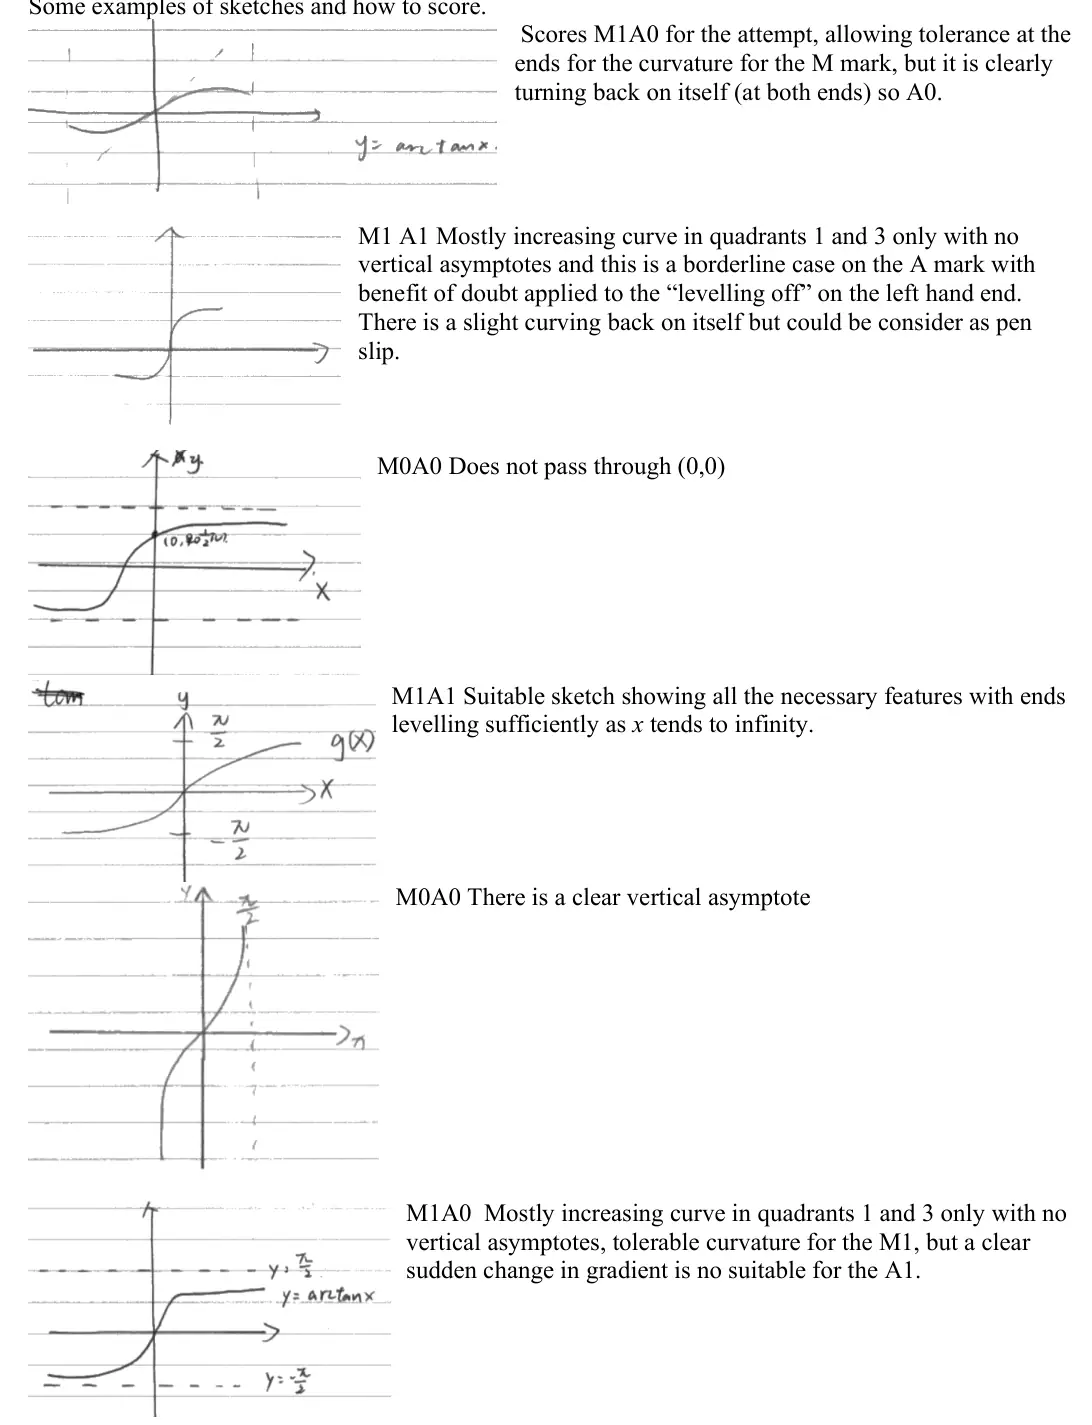 Some examples of sketches and how to score.
Scores M1A0 for the attempt, allowing tolerance at the
ends for the curvature for the M mark, but it is clearly
turning back on itself (at both ends) so A0.
y= arctanx.
M1 A1 Mostly increasing curve in quadrants 1 and 3 only with no
vertical asymptotes and this is a borderline case on the A mark with
benefit of doubt applied to the “levelling off” on the left hand end.
There is a slight curving back on itself but could be consider as pen
slip.
y.
M0A0 Does not pass through (0,0)
x
y
M1A1 Suitable sketch showing all the necessary features with ends
levelling sufficiently as x tends to infinity.
π/2
g(x)
x
-π/2
y
π/2
M0A0 There is a clear vertical asymptote
M1A0 Mostly increasing curve in quadrants 1 and 3 only with no
vertical asymptotes, tolerable curvature for the M1, but a clear
sudden change in gradient is no suitable for the A1.
y=π/2
y= arctanx
y=-π/2